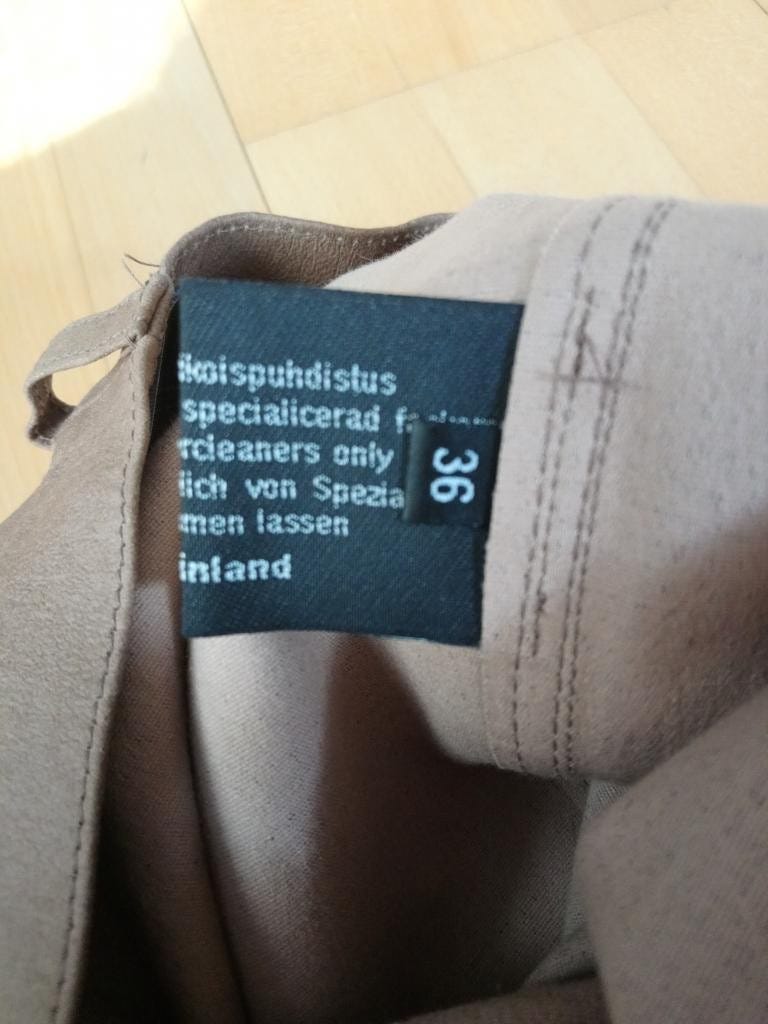 ikoispuhdistus
specialicerad
rcleaners only
lich von Spezia
men lassen
inland
36